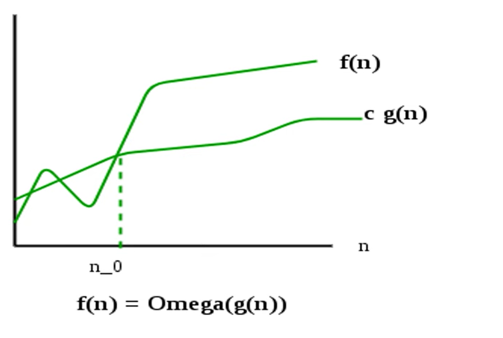 f(n)
c g(n)
n
n_0
f(n) = Omega(g(n))